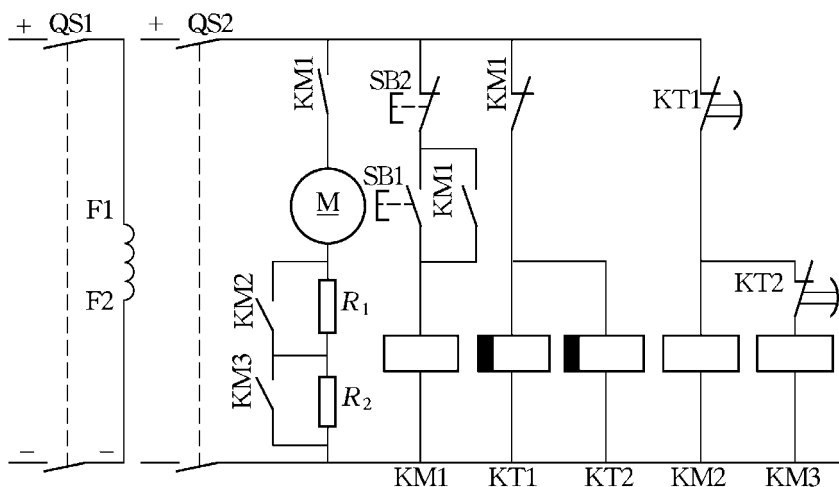 + QS1 + QS2
KM1
SB2
KM1
KT1
M
SB1
KM1
F1
F2
KM2
R1
KT2
KM3
R2
− − −
KM1 KT1 KT2 KM2 KM3